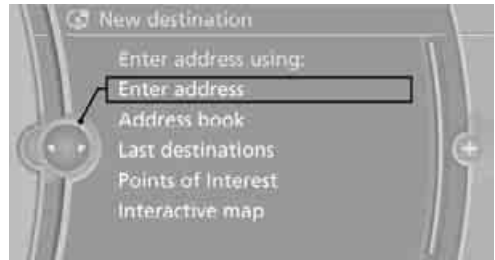 New destination
Enter address using:
Enter address
Address book
Last destinations
Points of Interest
Interactive map